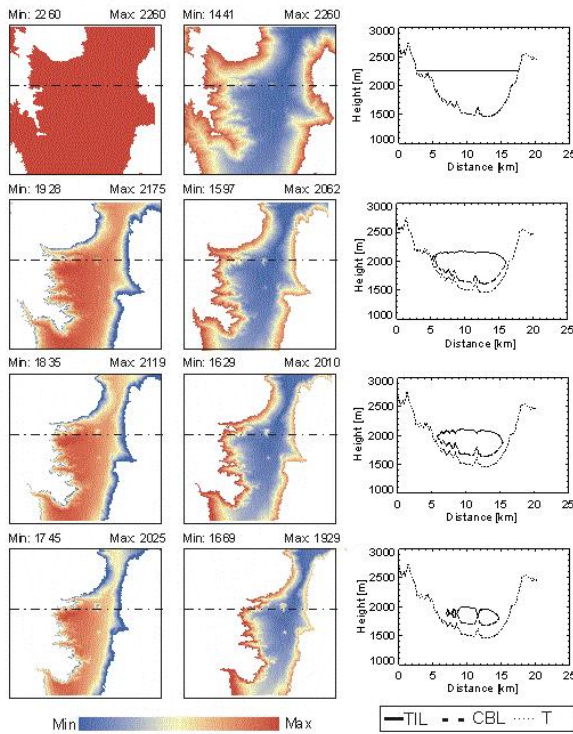 Min: 2260 Max: 2260 Min: 1441 Max: 2260
3000
2500
2000
1500
1000
Height [m]
0 5 10 15 20 25
Distance [km]
Min: 1928 Max: 2175 Min: 1597 Max: 2062
3000
2500
2000
1500
1000
Height [m]
0 5 10 15 20 25
Distance [km]
Min: 1835 Max: 2119 Min: 1629 Max: 2010
3000
2500
2000
1500
1000
Height [m]
0 5 10 15 20 25
Distance [km]
Min: 1745 Max: 2025 Min: 1669 Max: 1929
3000
2500
2000
1500
1000
Height [m]
0 5 10 15 20 25
Distance [km]
Min Max TIL CBL T